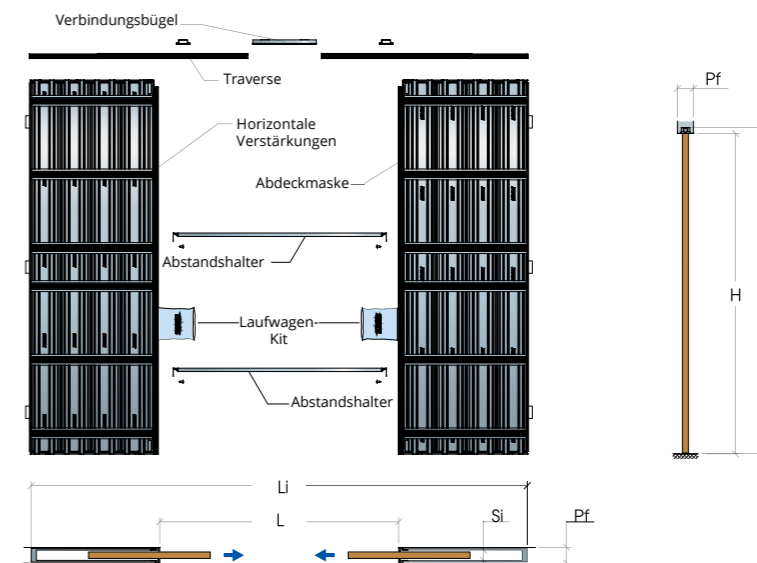 Verbindungsbügel
Traverse
Pf
Horizontale
Verstärkungen
Abdeckmaske
Abstandshalter
H
Laufwagen-
Kit
Abstandshalter
Li
L
Si
Pf